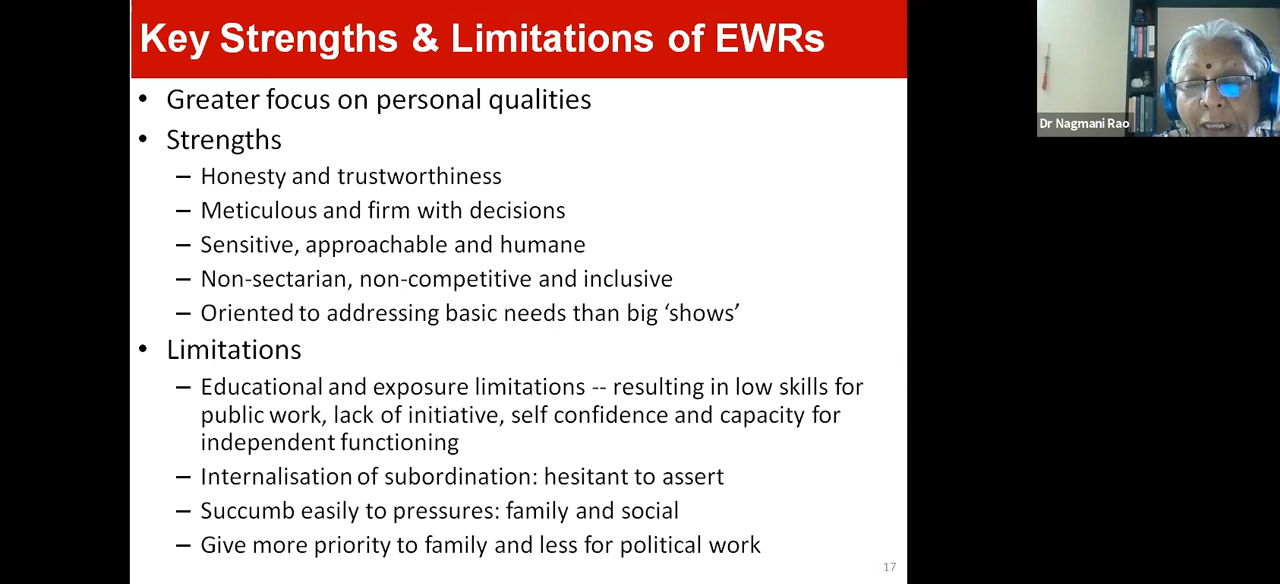 Key Strengths & Limitations of EWRs
• Greater focus on personal qualities
• Strengths
– Honesty and trustworthiness
– Meticulous and firm with decisions
– Sensitive, approachable and humane
– Non-sectarian, non-competitive and inclusive
– Oriented to addressing basic needs than big ‘shows’
• Limitations
– Educational and exposure limitations -- resulting in low skills for
public work, lack of initiative, self confidence and capacity for
independent functioning
– Internalisation of subordination: hesitant to assert
– Succumb easily to pressures: family and social
– Give more priority to family and less for political work
17
Dr Nagmani Rao